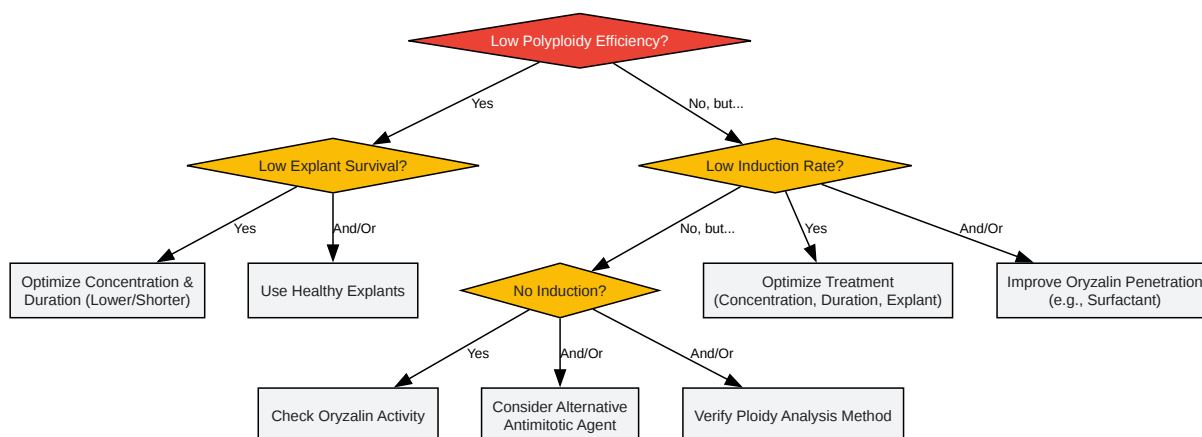 Low Polyploidy Efficiency?
Yes
No, but...
Low Explant Survival?
Low Induction Rate?
Yes
And/Or
No, but...
Yes
And/Or
Optimize Concentration &
Duration (Lower/Shorter)
Use Healthy Explants
No Induction?
Optimize Treatment
(Concentration, Duration, Explant)
Improve Oryzalin Penetration
(e.g., Surfactant)
Yes
And/Or
And/Or
Check Oryzalin Activity
Consider Alternative
Antimitotic Agent
Verify Ploidy Analysis Method